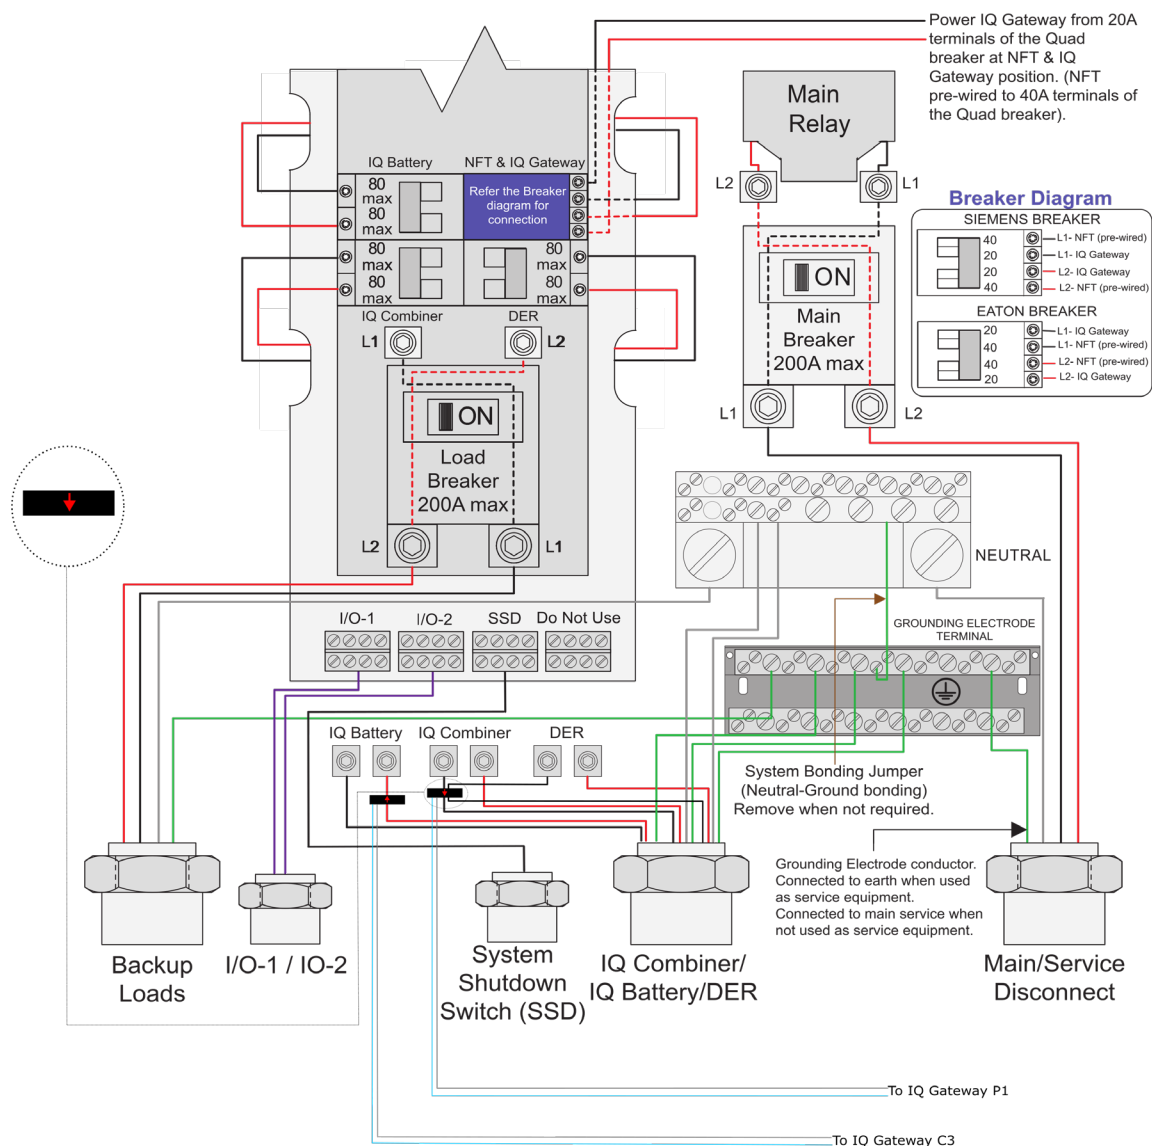 Power IQ Gateway from 20A
terminals of the Quad
breaker at NFT & IQ
Gateway position. (NFT
pre-wired to 40A terminals of
the Quad breaker).
Main
Relay
L2
L1
IQ Battery
NFT & IQ Gateway
80
max
80
max
Refer the Breaker
diagram for
connection
80
max
80
max
80
max
80
max
IQ Combiner
DER
L1
L2
ON
Load
Breaker
200A max
L2
L1
ON
Main
Breaker
200A max
L1
L2
Breaker Diagram
SIEMENS BREAKER
40
20
20
40
L1- NFT (pre-wired)
L1- IQ Gateway
L2- IQ Gateway
L2- NFT (pre-wired)
EATON BREAKER
20
40
40
20
L1- IQ Gateway
L1- NFT (pre-wired)
L2- NFT (pre-wired)
L2- IQ Gateway
NEUTRAL
GROUNDING ELECTRODE
TERMINAL
I/O-1
I/O-2
SSD
Do Not Use
IQ Battery
IQ Combiner
DER
System Bonding Jumper
(Neutral-Ground bonding)
Remove when not required.
Grounding Electrode conductor.
Connected to earth when used
as service equipment.
Connected to main service when
not used as service equipment.
Backup
Loads
I/O-1 / IO-2
System
Shutdown
Switch (SSD)
IQ Combiner/
IQ Battery/DER
Main/Service
Disconnect
To IQ Gateway P1
To IQ Gateway C3